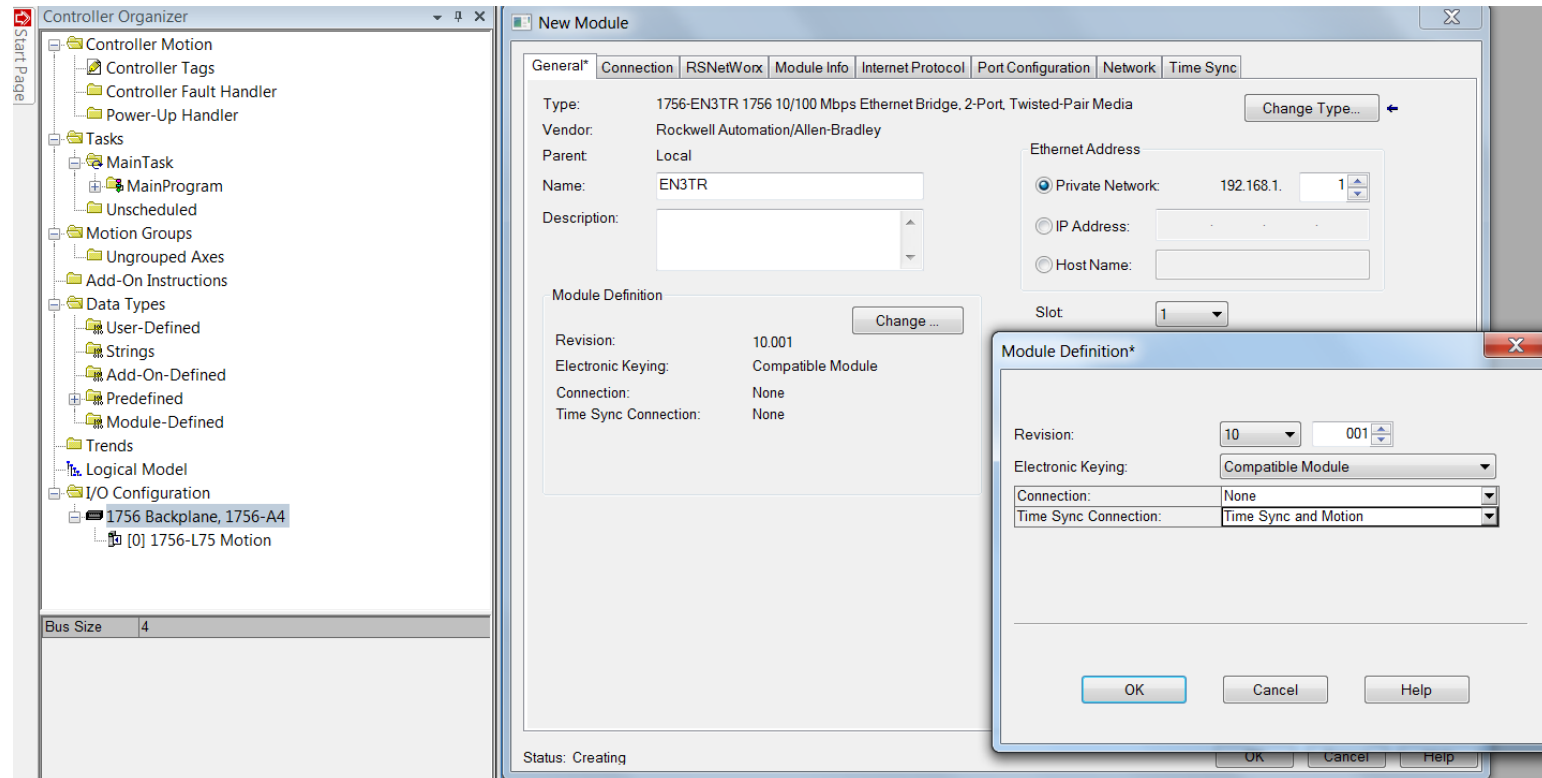 Start Page
Controller Organizer
Controller Motion
Controller Tags
Controller Fault Handler
Power-Up Handler
Tasks
MainTask
MainProgram
Unscheduled
Motion Groups
Ungrouped Axes
Add-On Instructions
Data Types
User-Defined
Strings
Add-On-Defined
Predefined
Module-Defined
Trends
Logical Model
I/O Configuration
1756 Backplane, 1756-A4
[0] 1756-L75 Motion
Bus Size 4
New Module
General* Connection RSNetWorx Module Info Internet Protocol Port Configuration Network Time Sync
Type: 1756-EN3TR 1756 10/100 Mbps Ethernet Bridge, 2-Port, Twisted-Pair Media Change Type...
Vendor: Rockwell Automation/Allen-Bradley
Parent: Local
Name: EN3TR
Description:
Ethernet Address
Private Network: 192.168.1. 1
IP Address: . . .
Host Name:
Slot: 1
Module Definition
Change ...
Revision: 10.001
Electronic Keying: Compatible Module
Connection: None
Time Sync Connection: None
Module Definition*
Revision: 10 001
Electronic Keying: Compatible Module
Connection: None
Time Sync Connection: Time Sync and Motion
OK Cancel Help
Status: Creating
OK Cancel Help